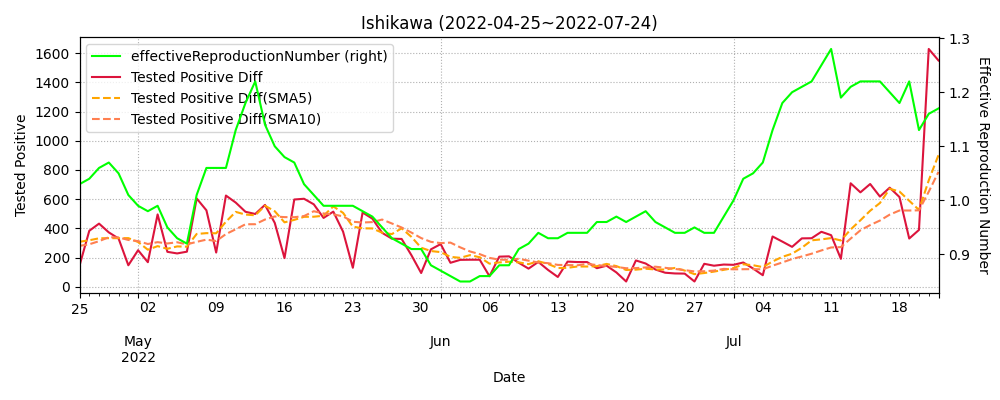 Ishikawa (2022-04-25~2022-07-24)
effectiveReproductionNumber (right)
Tested Positive Diff
Tested Positive Diff(SMA5)
Tested Positive Diff(SMA10)
Tested Positive
1600
1400
1200
1000
800
600
400
200
0
1.3
1.2
1.1
1.0
0.9
Effective Reproduction Number
25 02 09 16 23 30 06 13 20 27 04 11 18
May Jun Jul
2022
Date